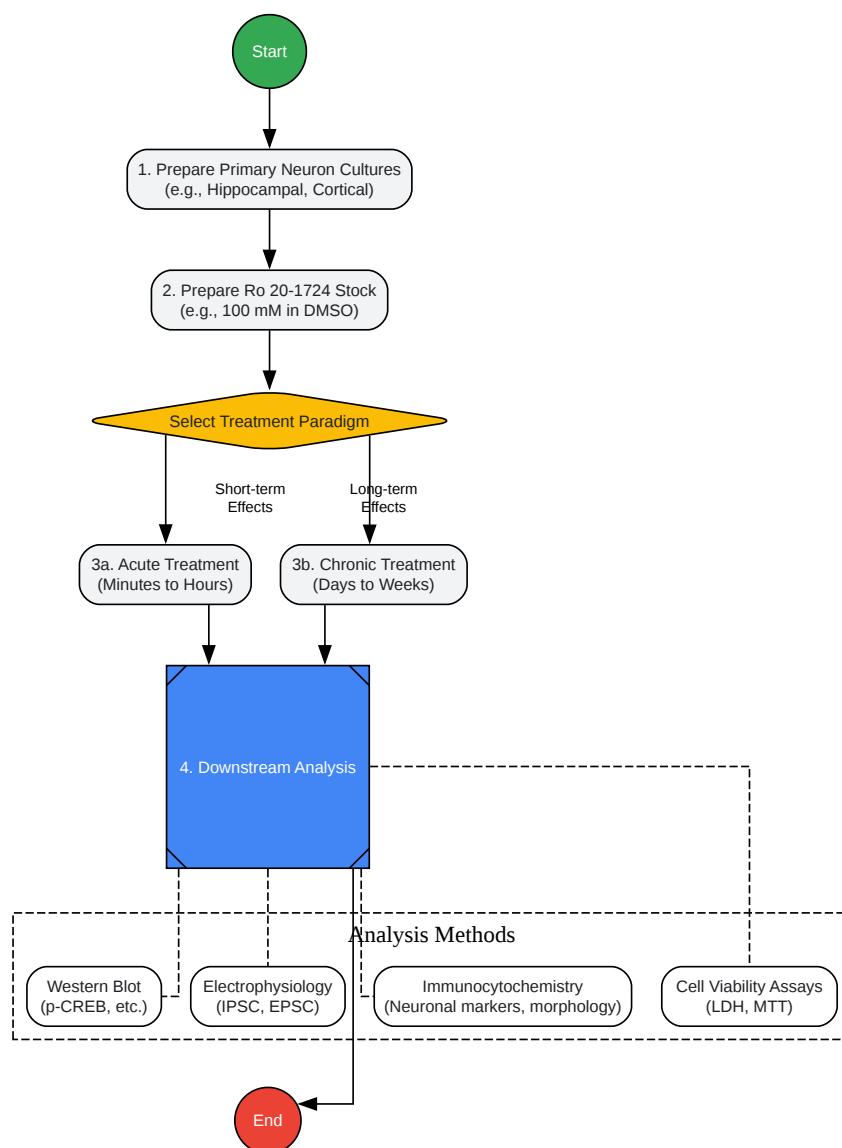 Start
1. Prepare Primary Neuron Cultures
(e.g., Hippocampal, Cortical)
2. Prepare Ro 20-1724 Stock
(e.g., 100 mM in DMSO)
Select Treatment Paradigm
Short-term
Effects
Long-term
Effects
3a. Acute Treatment
(Minutes to Hours)
3b. Chronic Treatment
(Days to Weeks)
4. Downstream Analysis
Analysis Methods
Western Blot
(p-CREB, etc.)
Electrophysiology
(IPSC, EPSC)
Immunocytochemistry
(Neuronal markers, morphology)
Cell Viability Assays
(LDH, MTT)
End